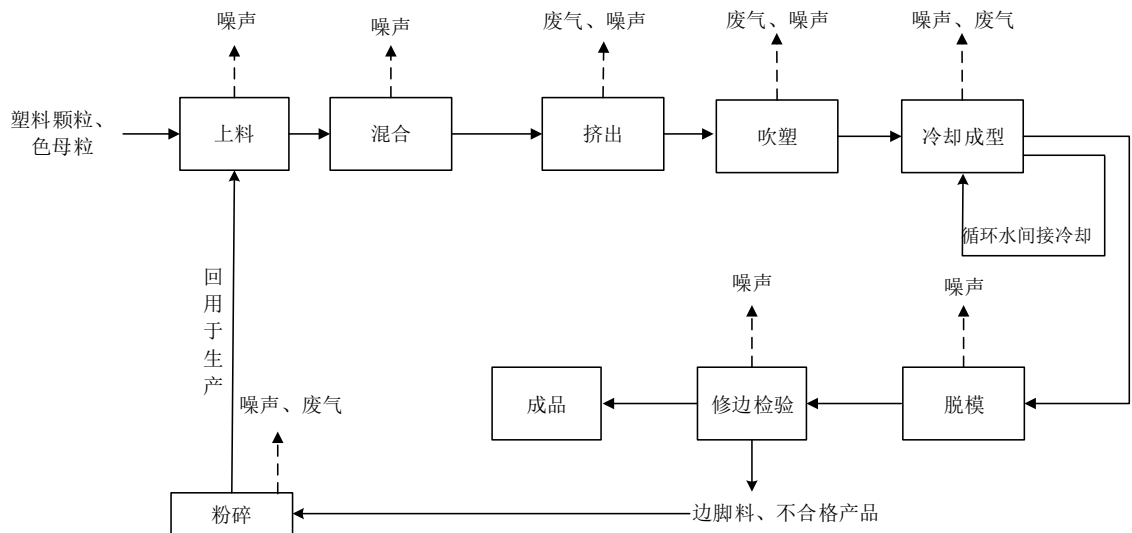 噪声
噪声
废气、噪声
废气、噪声
噪声、废气
塑料颗粒、
色母粒
上料
混合
挤出
吹塑
冷却成型
循环水间接冷却
回用于生产
噪声
噪声
成品
修边检验
脱模
噪声、废气
粉碎
边脚料、不合格产品